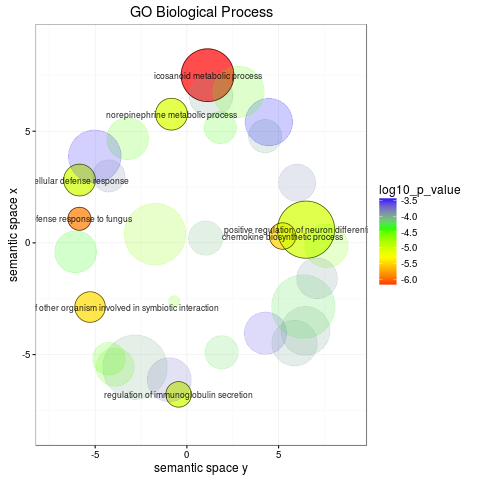 GO Biological Process
icosanoid metabolic process
norepinephrine metabolic process
ellular defense response
fense response to fungus
positive regulation of neuron differenti
chemokine biosynthetic process
f other organism involved in symbiotic interaction
regulation of immunoglobulin secretion
5
0
-5
-5
0
5
semantic space x
semantic space y
log10_p_value
-3.5
-4.0
-4.5
-5.0
-5.5
-6.0